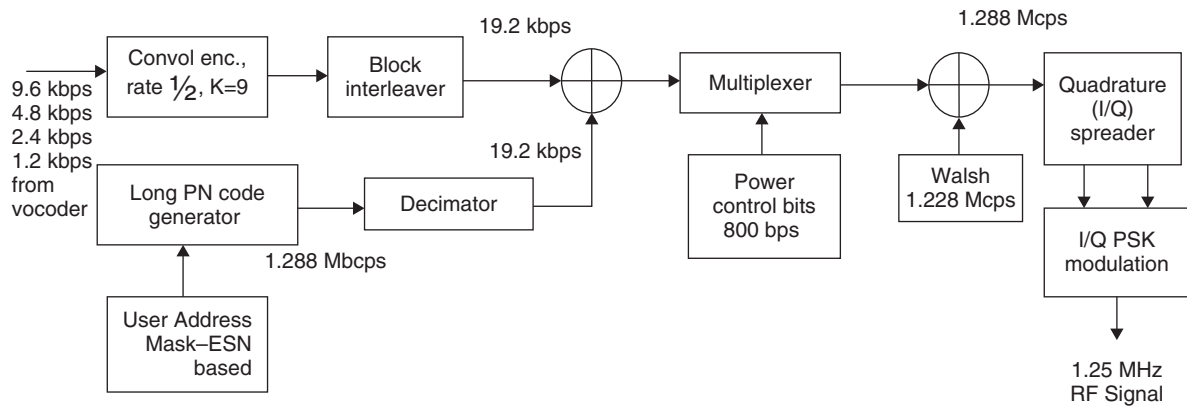 19.2 kbps
1.288 Mcps
Convol enc.,
rate ½, K=9
Block
interleaver
Multiplexer
Quadrature
(I/Q)
spreader
9.6 kbps
4.8 kbps
2.4 kbps
1.2 kbps
from
vocoder
19.2 kbps
Long PN code
generator
Decimator
Power
control bits
800 bps
Walsh
1.228 Mcps
1.288 Mbcps
I/Q PSK
modulation
User Address
Mask–ESN
based
1.25 MHz
RF Signal